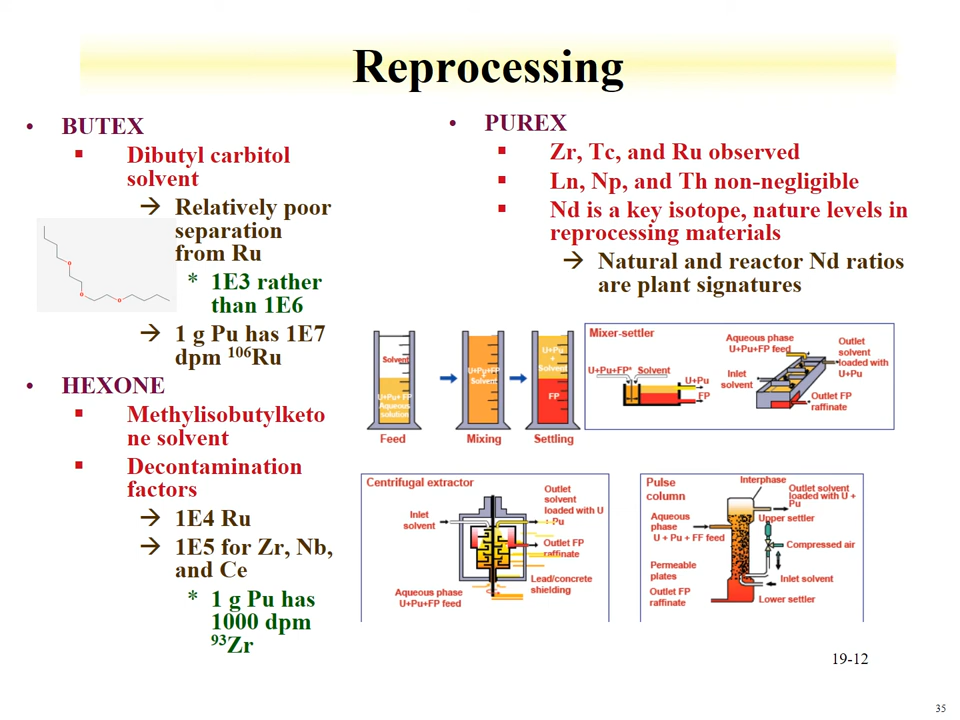 Reprocessing
• BUTEX
▪ Dibutyl carbitol
solvent
→ Relatively poor
separation
from Ru
* 1E3 rather
than 1E6
→ 1 g Pu has 1E7
dpm ¹⁰⁶Ru
• HEXONE
▪ Methylisobutylketo
ne solvent
▪ Decontamination
factors
→ 1E4 Ru
→ 1E5 for Zr, Nb,
and Ce
* 1 g Pu has
1000 dpm
⁹³Zr
• PUREX
▪ Zr, Tc, and Ru observed
▪ Ln, Np, and Th non-negligible
▪ Nd is a key isotope, nature levels in
reprocessing materials
→ Natural and reactor Nd ratios
are plant signatures
Solvent
U+Pu+ FP
Aqueous
solution
Feed
U+Pu+FP
+
Solvent
Mixing
U+Pu
+
Solvent
FP
Settling
Mixer-settler
U+Pu+FP* Solvent
U+Pu
FP
Aqueous phase
U+Pu+FP feed
Inlet
solvent
Outlet
solvent
loaded with
U+Pu
Outlet FP
raffinate
Centrifugal extractor
Inlet
solvent
Outlet
solvent
loaded with U
+ Pu
Outlet FP
raffinate
Lead/concrete
shielding
Aqueous phase
U+Pu+FP feed
Pulse
column
Interphase
Outlet solvent
loaded with U +
Pu
Upper settler
Aqueous
phase
U + Pu + FF feed
Compressed air
Permeable
plates
Inlet solvent
Outlet FP
raffinate
Lower settler
19-12
35